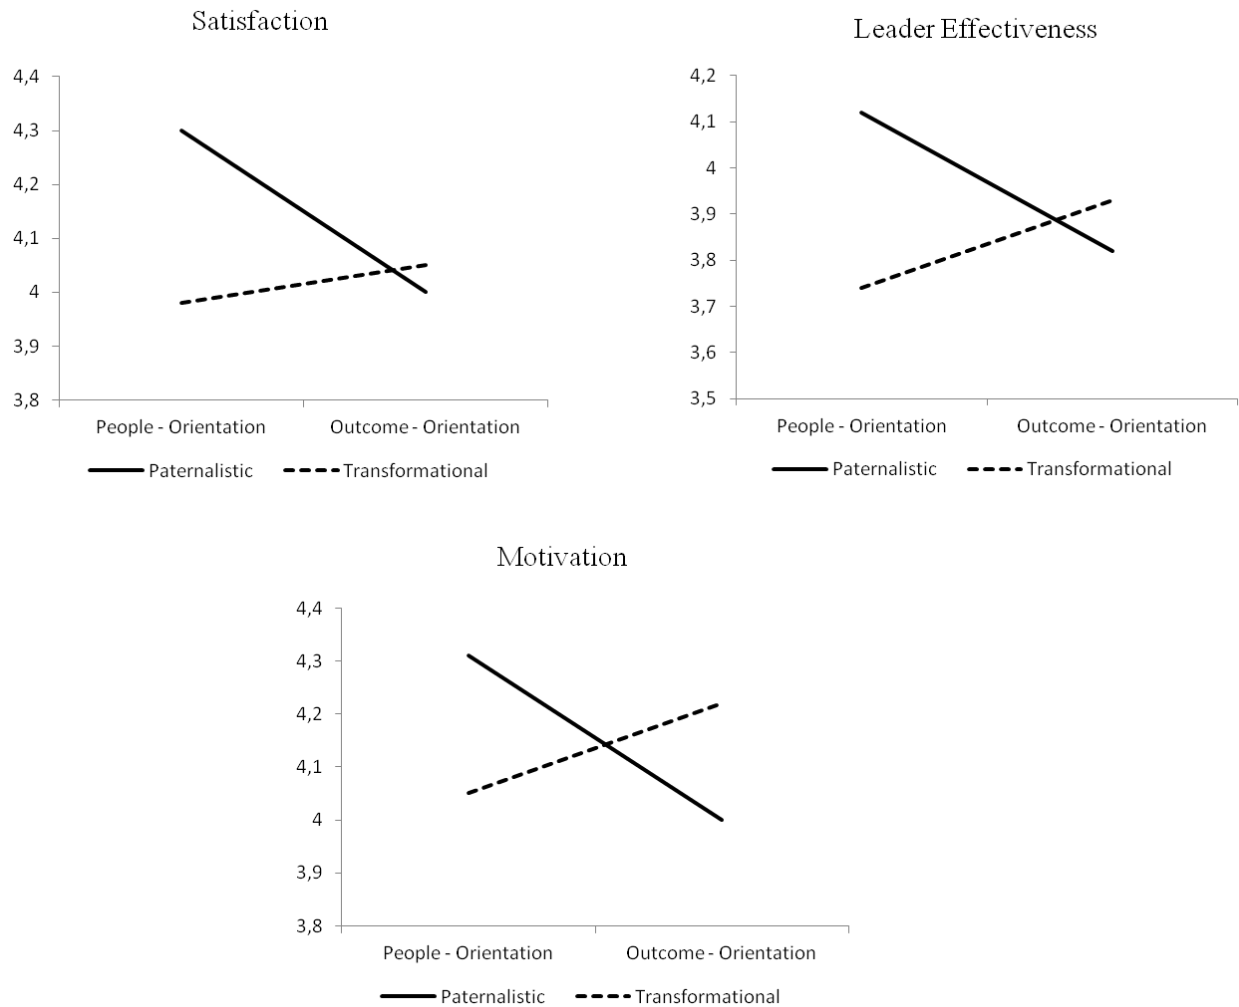 Satisfaction
4,4
4,3
4,2
4,1
4
3,9
3,8
People - Orientation Outcome - Orientation
Paternalistic Transformational
Leader Effectiveness
4,2
4,1
4
3,9
3,8
3,7
3,6
3,5
People - Orientation Outcome - Orientation
Paternalistic Transformational
Motivation
4,4
4,3
4,2
4,1
4
3,9
3,8
People - Orientation Outcome - Orientation
Paternalistic Transformational